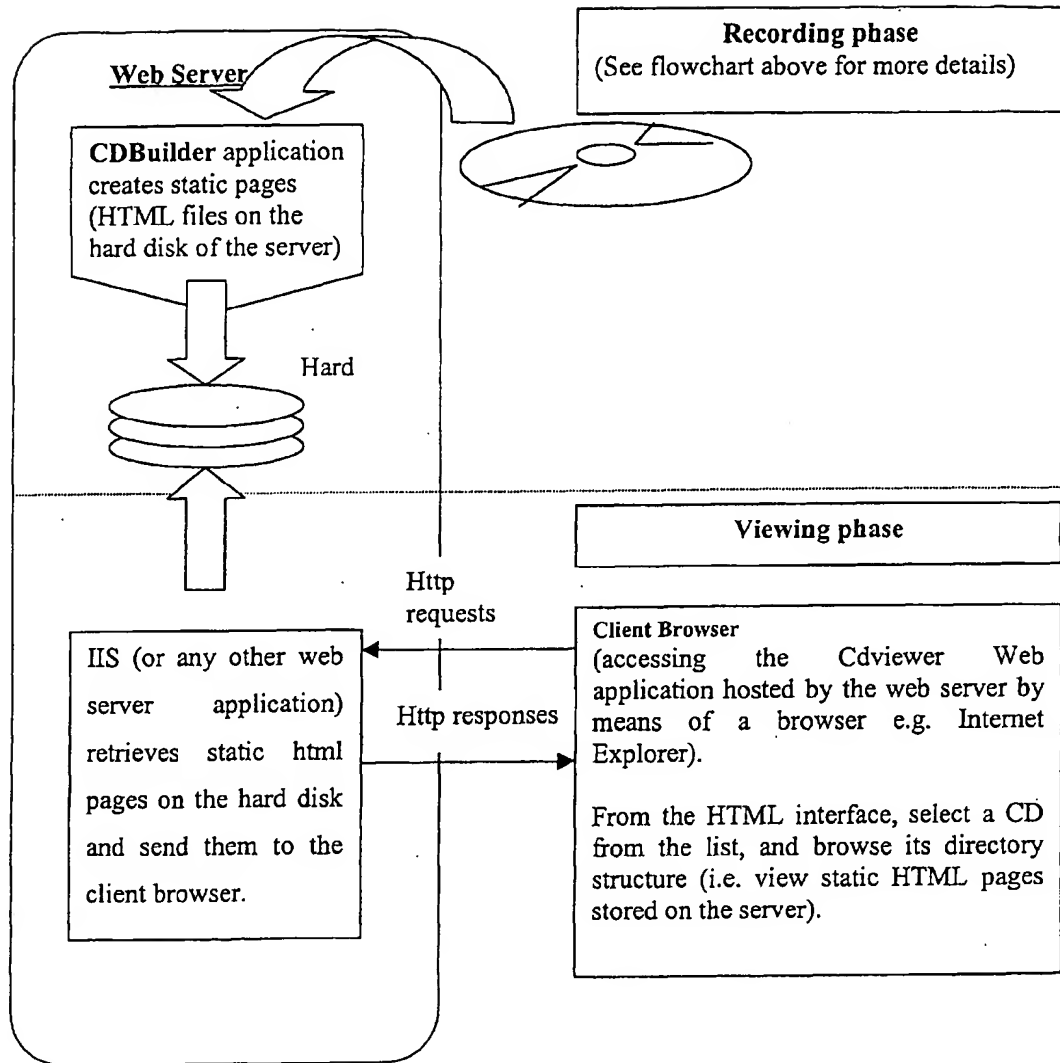 Recording phase
(See flowchart above for more details)
Web Server
CDBuilder application
creates static pages
(HTML files on the
hard disk of the server)
Hard
Viewing phase
Http
requests
Http responses
IIS (or any other web
server application)
retrieves static html
pages on the hard disk
and send them to the
client browser.
Client Browser
(accessing the Cdviewer Web
application hosted by the web server by
means of a browser e.g. Internet
Explorer).
From the HTML interface, select a CD
from the list, and browse its directory
structure (i.e. view static HTML pages
stored on the server).